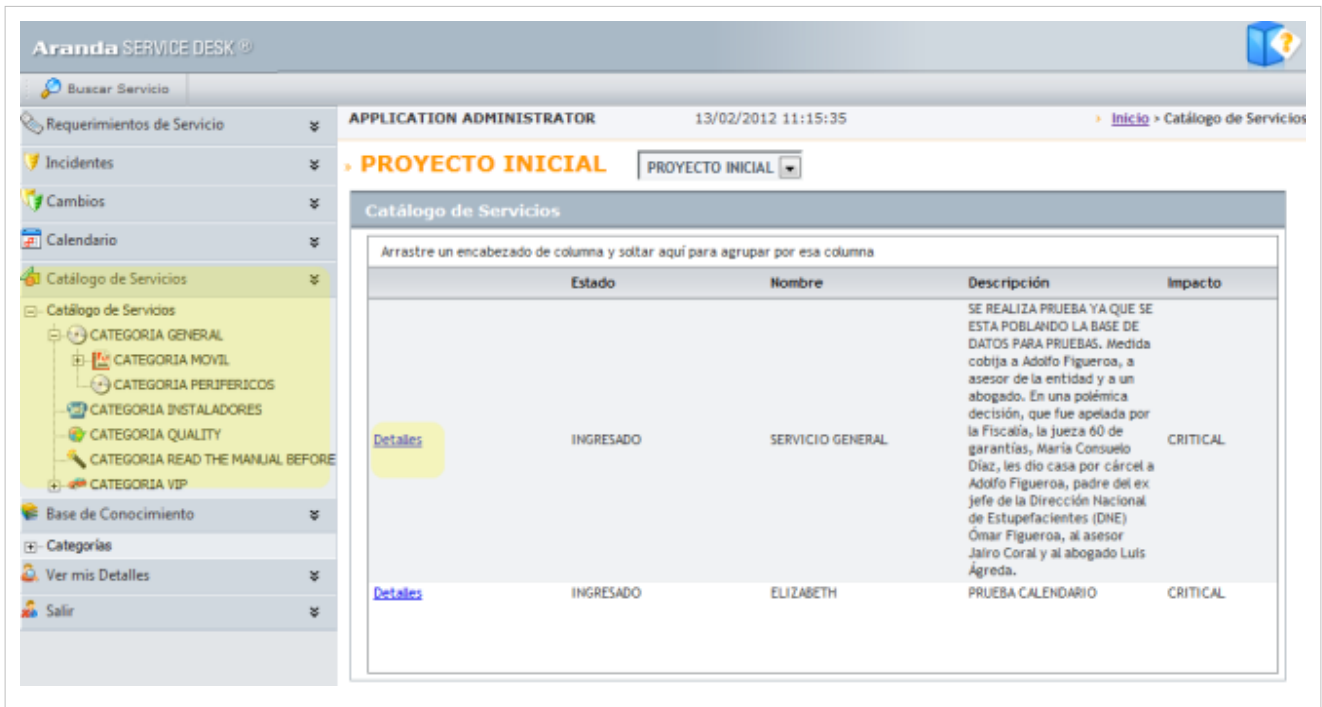 Aranda SERVICE DESK ®
Buscar Servicio
Requerimientos de Servicio
Incidentes
Cambios
Calendario
Catálogo de Servicios
Catálogo de Servicios
CATEGORIA GENERAL
CATEGORIA MOVIL
CATEGORIA PERIFERICOS
CATEGORIA INSTALADORES
CATEGORIA QUALITY
CATEGORIA READ THE MANUAL BEFORE
CATEGORIA VIP
Base de Conocimiento
Categorías
Ver mis Detalles
Salir
APPLICATION ADMINISTRATOR 13/02/2012 11:15:35 Inicio > Catálogo de Servicios
PROYECTO INICIAL PROYECTO INICIAL
Catálogo de Servicios
Arrastre un encabezado de columna y soltar aquí para agrupar por esa columna
Estado Nombre Descripción Impacto
SE REALIZA PRUEBA YA QUE SE
ESTA POBLANDO LA BASE DE
DATOS PARA PRUEBAS. Medida
cobija a Adolfo Figueroa, a
asesor de la entidad y a un
abogado. En una polémica
decisión, que fue apelada por
la Fiscalía, la jueza 60 de
Detalles INGRESADO SERVICIO GENERAL garantías, María Consuelo CRITICAL
Díaz, les dio casa por cárcel a
Adolfo Figueroa, padre del ex
jefe de la Dirección Nacional
de Estupefacientes (DNE)
Ómar Figueroa, al asesor
Jairo Coral y al abogado Luis
Ágreda.
Detalles INGRESADO ELIZABETH PRUEBA CALENDARIO CRITICAL